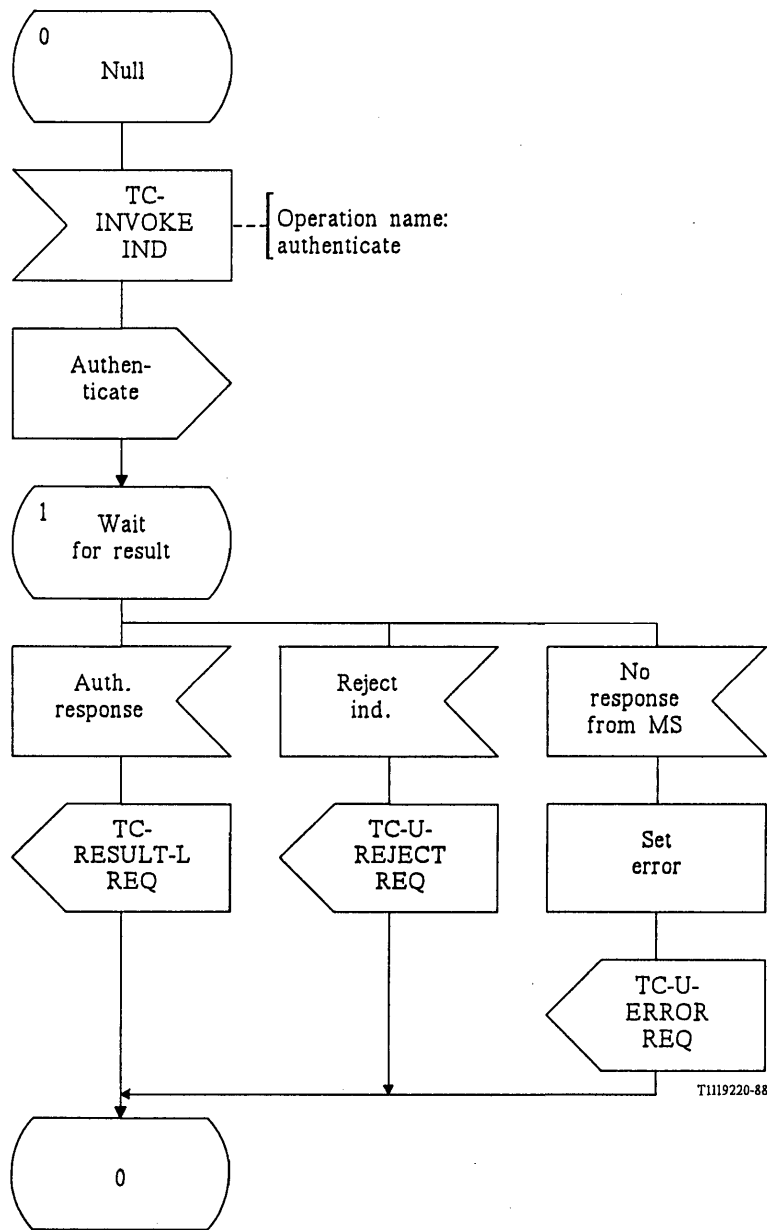 0
Null
TC-
INVOKE
IND
Operation name:
authenticate
Authen-
ticate
1
Wait
for result
Auth.
response
Reject
ind.
No
response
from MS
TC-
RESULT-L
REQ
TC-U-
REJECT
REQ
Set
error
TC-U-
ERROR
REQ
T1119220-88
0